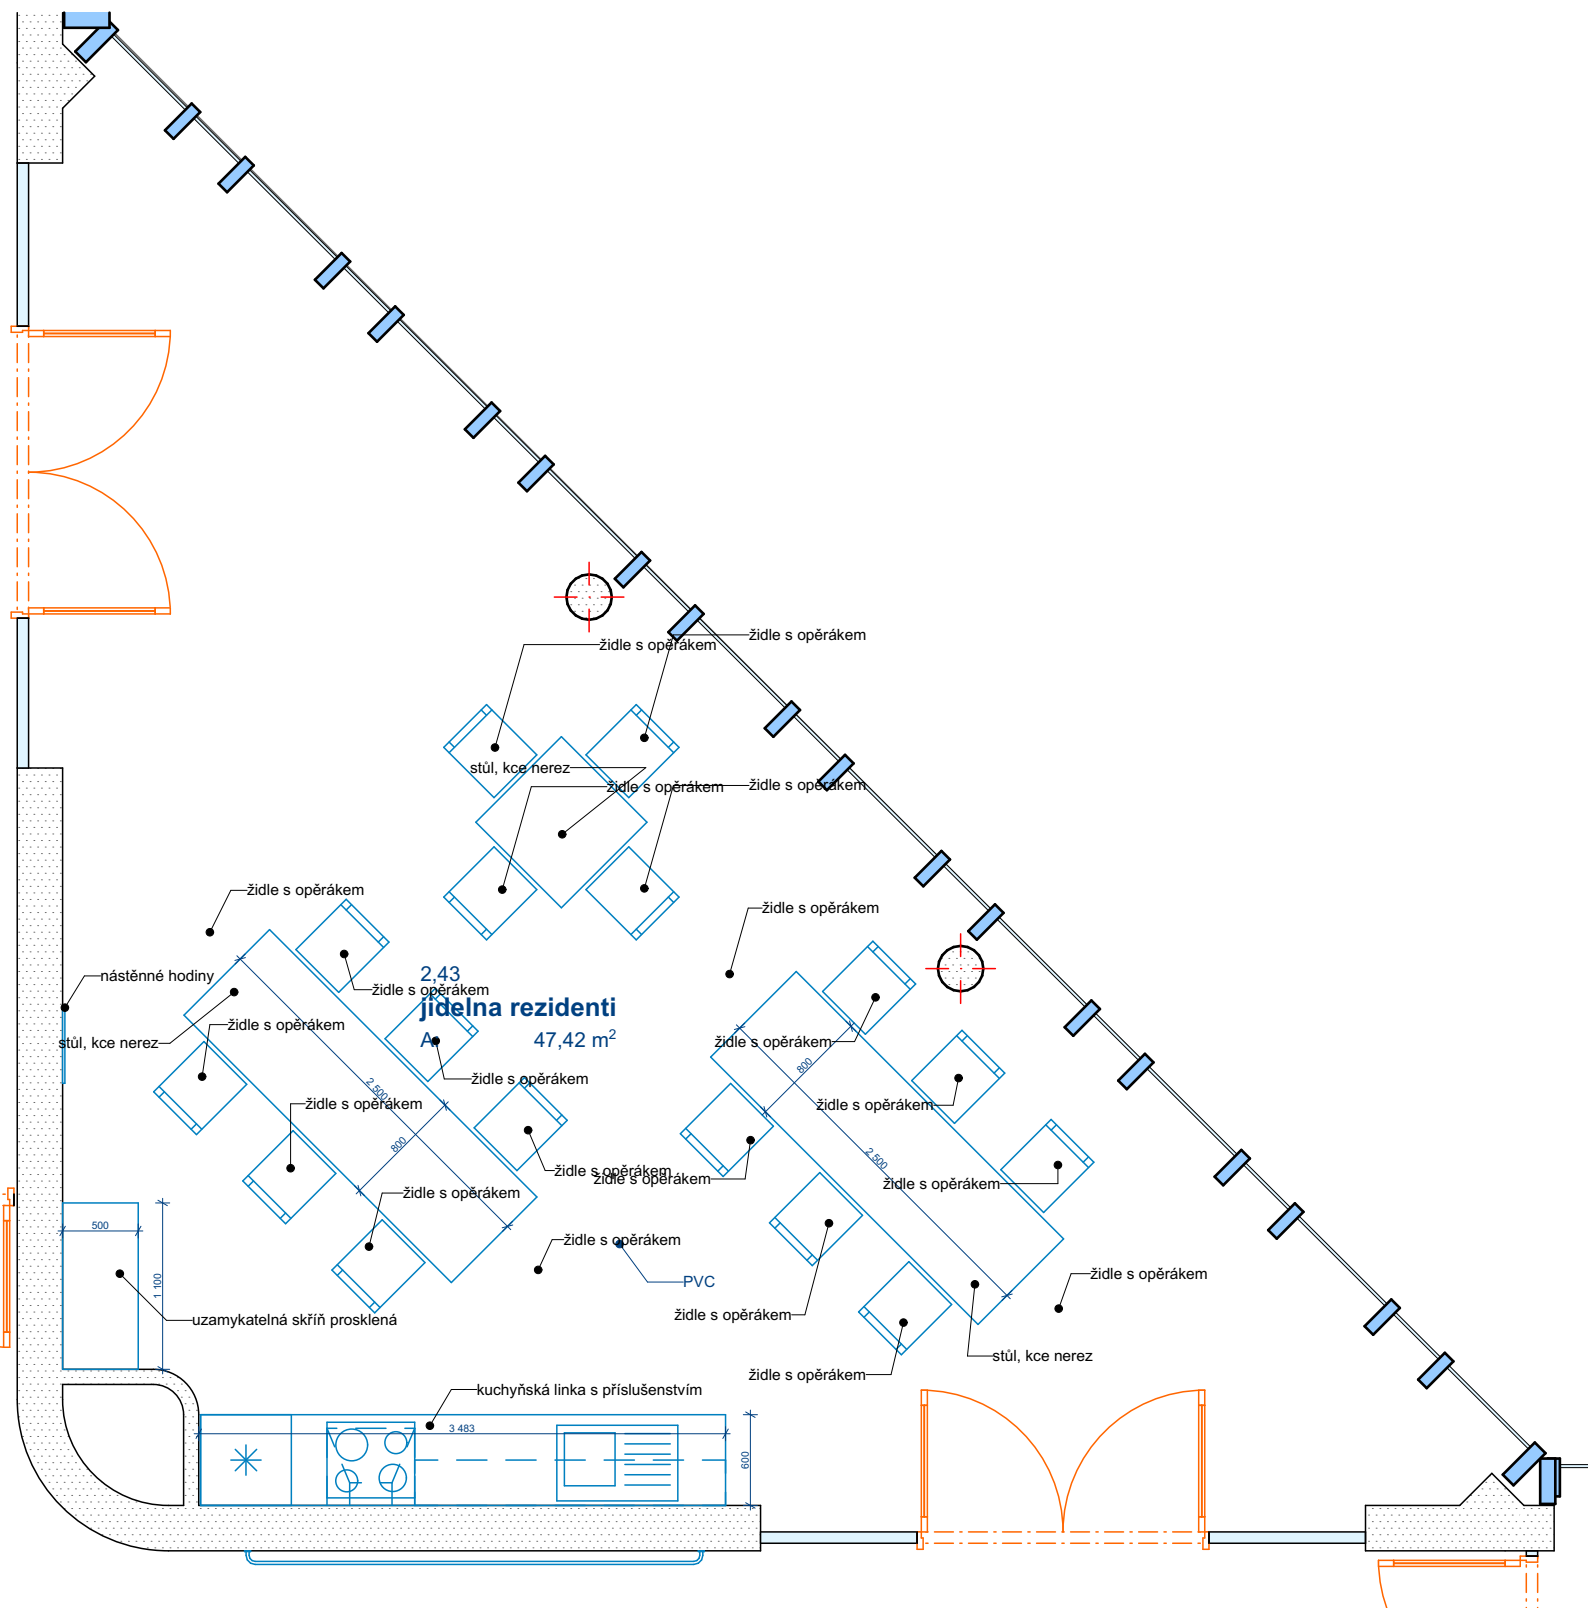 židle s opěrákem
židle s opěrákem
stůl, kce nerez
židle s opěrákem
židle s opěrákem
židle s opěrákem
židle s opěrákem
nástěnné hodiny
2,43
židle s opěrákem
jídelna rezidenti
A
47,42 m²
židle s opěrákem
stůl, kce nerez
židle s opěrákem
800
židle s opěrákem
2 500
židle s opěrákem
židle s opěrákem
800
2 500
židle s opěrákem
židle s opěrákem
židle s opěrákem
židle s opěrákem
500
židle s opěrákem
PVC
židle s opěrákem
1 100
uzamykatelná skříň prosklená
židle s opěrákem
stůl, kce nerez
židle s opěrákem
kuchyňská linka s příslušenstvím
3 483
600